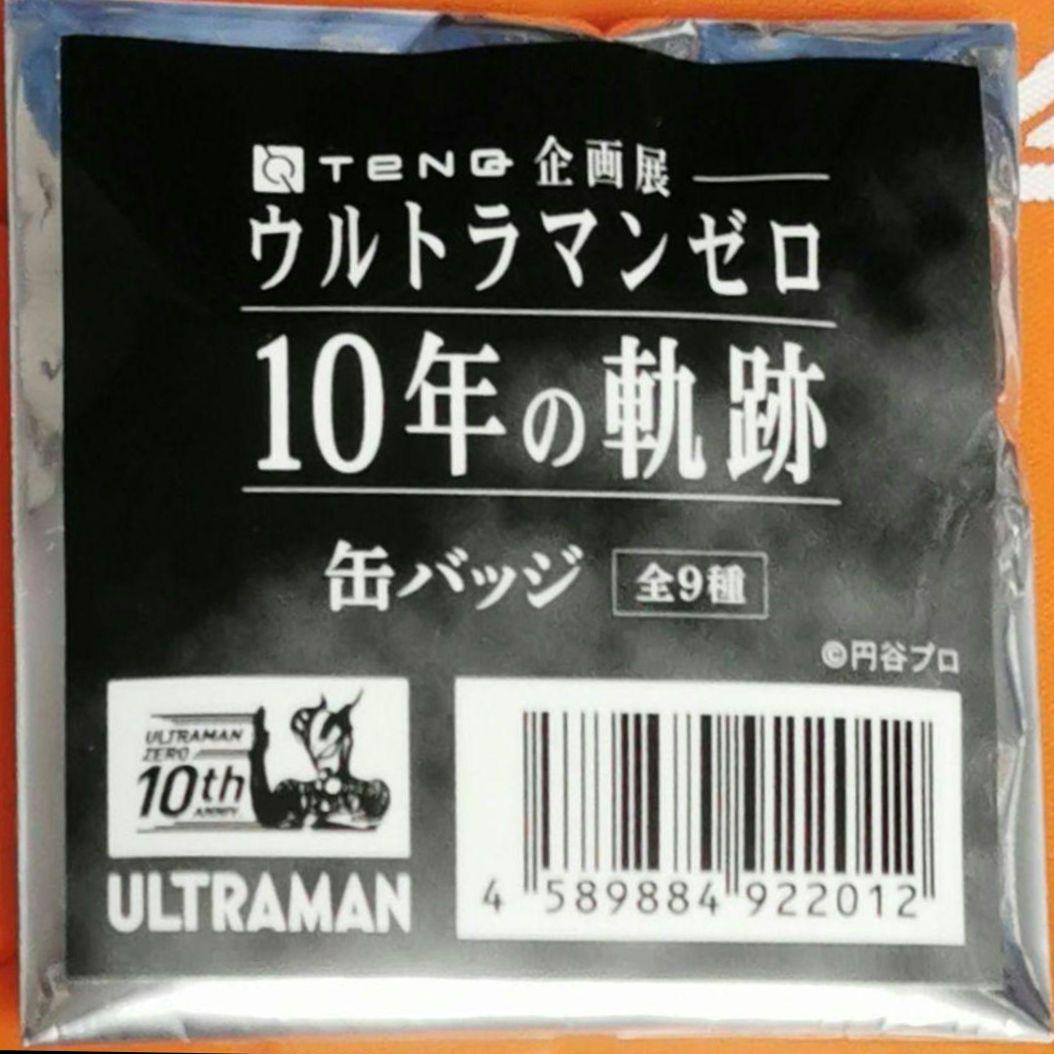 TeNQ 企画展
ウルトラマンゼロ
10年の軌跡
缶バッジ 全9種
©円谷プロ
ULTRAMAN
ZERO
10th
ANNIV.
ULTRAMAN
4 589884 922012